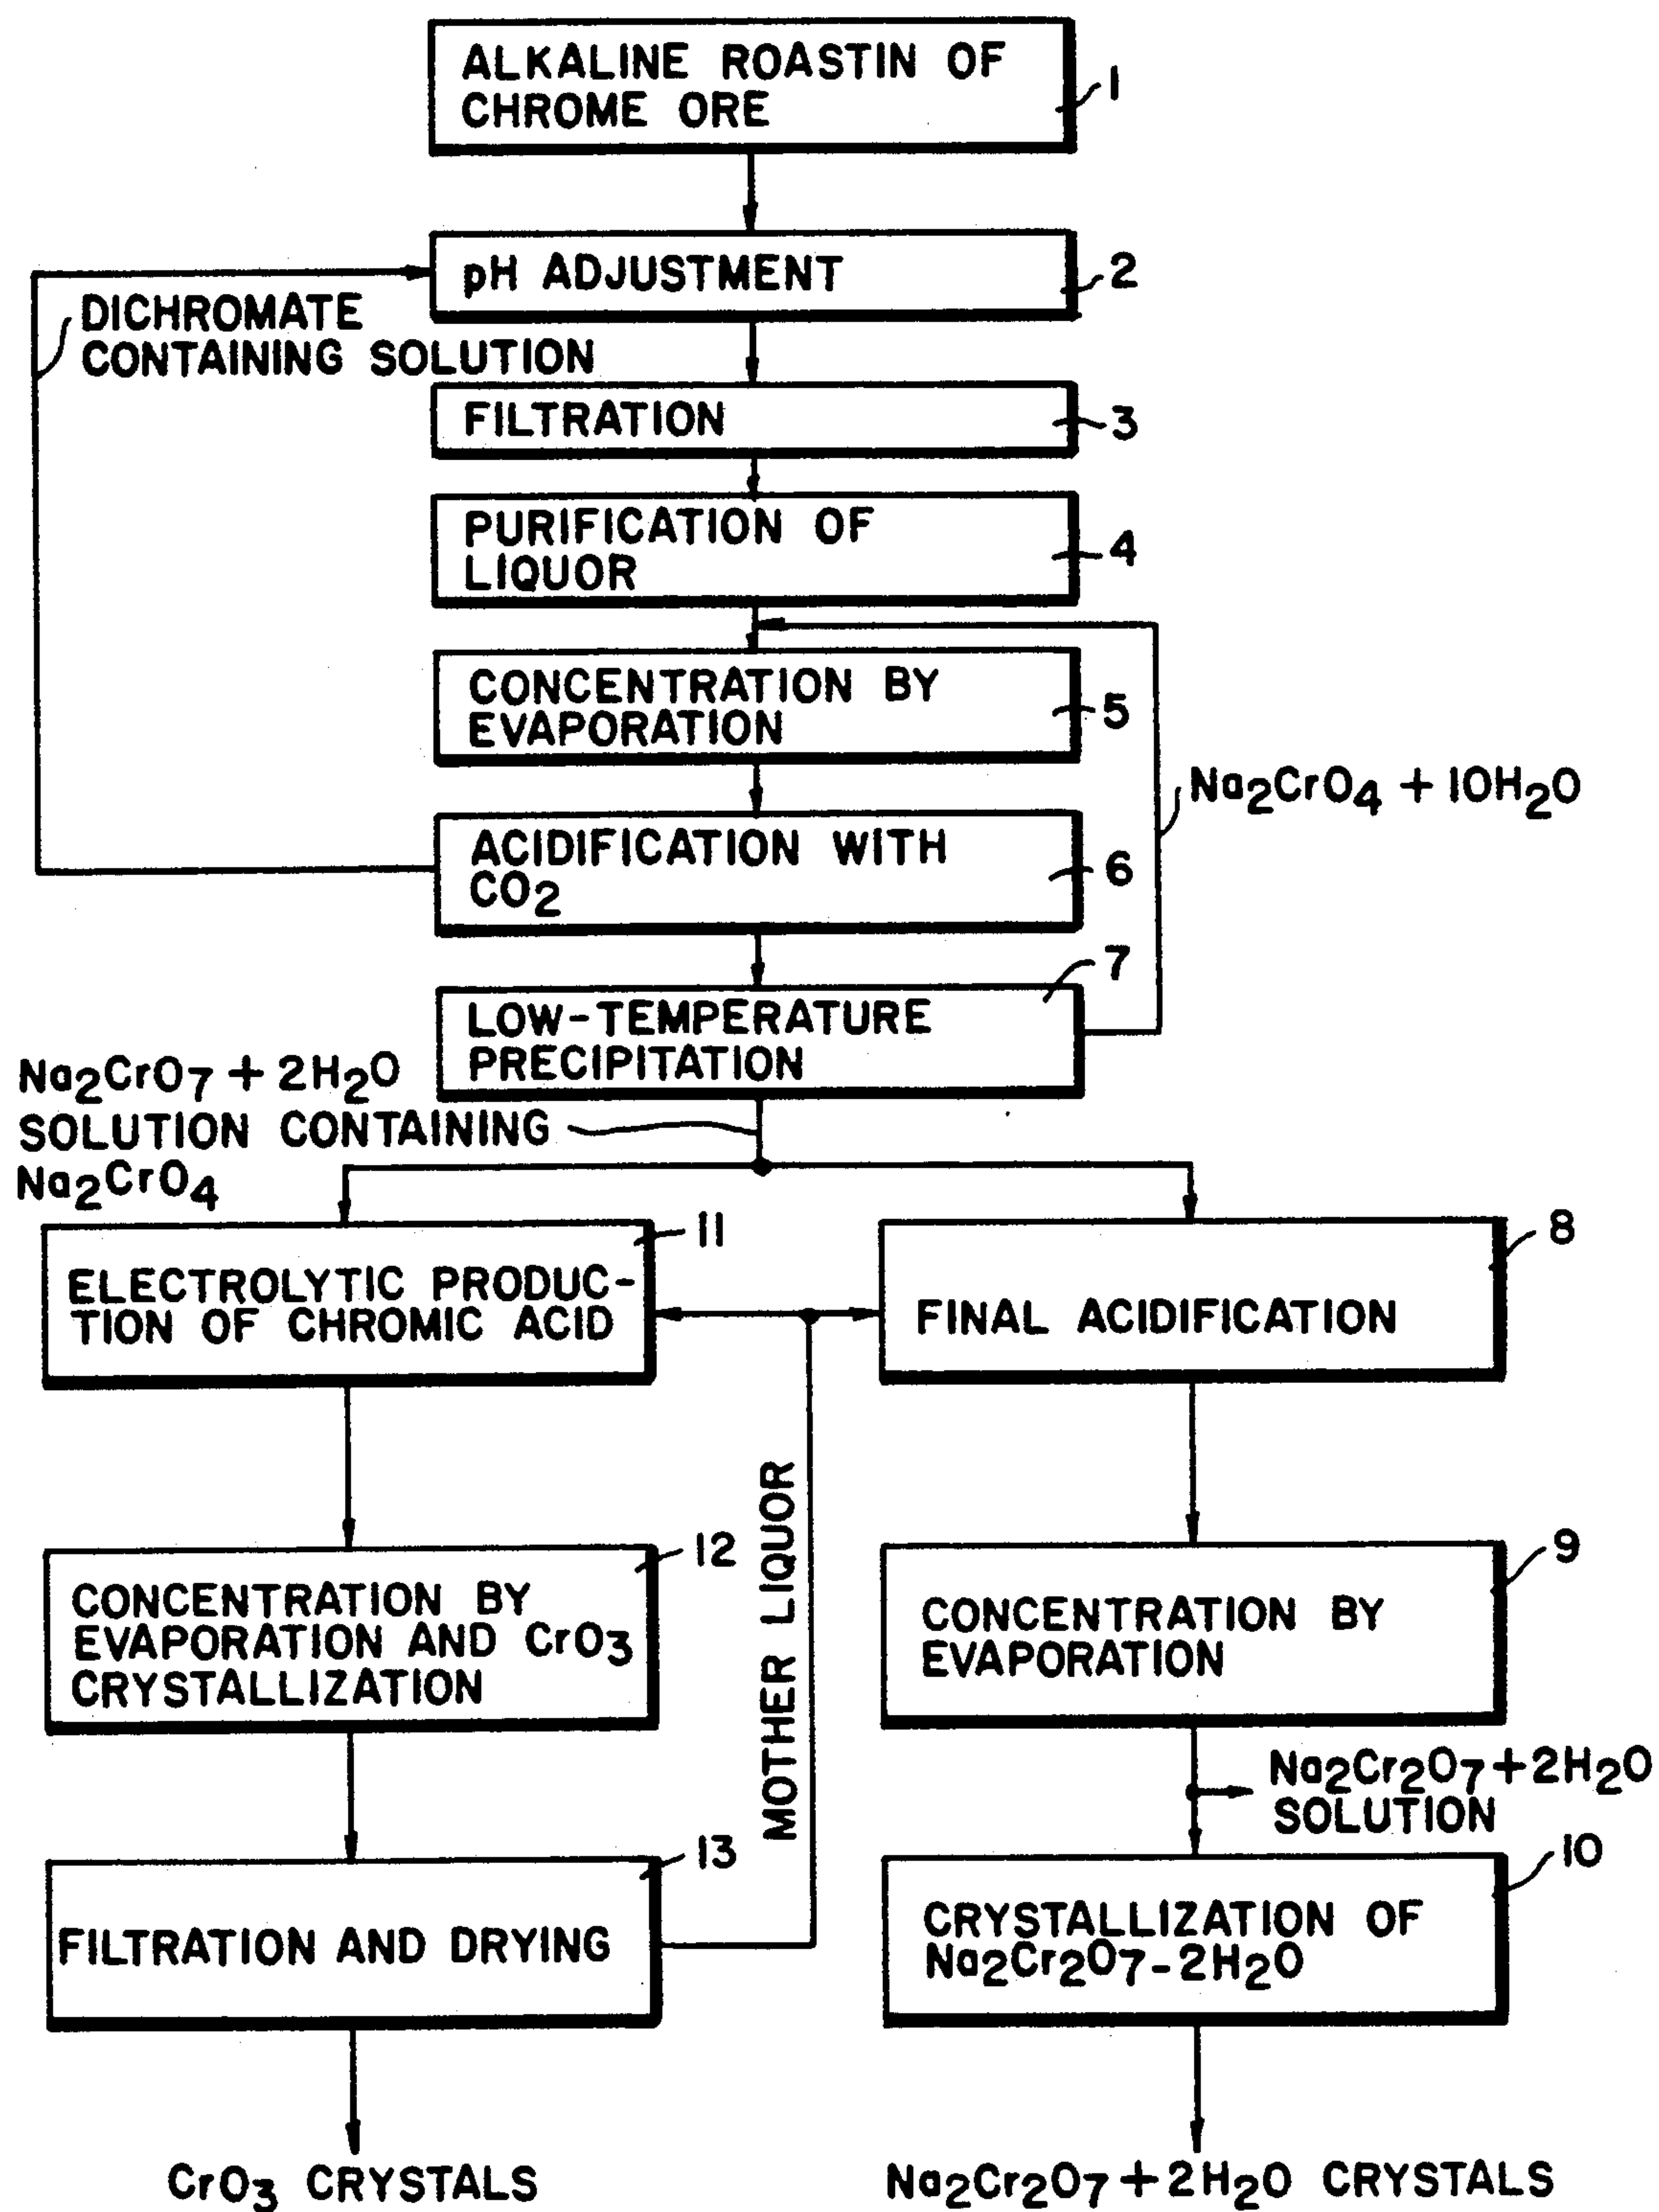 ALKALINE ROASTIN OF
CHROME ORE
1
pH ADJUSTMENT
2
DICHROMATE
CONTAINING SOLUTION
FILTRATION
3
PURIFICATION OF
LIQUOR
4
CONCENTRATION BY
EVAPORATION
5
Na2CrO4 + 10H2O
ACIDIFICATION WITH
CO2
6
7
LOW-TEMPERATURE
PRECIPITATION
Na2CrO7 + 2H2O
SOLUTION CONTAINING
Na2CrO4
11
8
ELECTROLYTIC PRODUC-
TION OF CHROMIC ACID
FINAL ACIDIFICATION
MOTHER LIQUOR
12
9
CONCENTRATION BY
EVAPORATION AND CrO3
CRYSTALLIZATION
CONCENTRATION BY
EVAPORATION
Na2Cr2O7+2H2O
SOLUTION
13
10
FILTRATION AND DRYING
CRYSTALLIZATION OF
Na2Cr2O7-2H2O
CrO3 CRYSTALS
Na2Cr2O7+2H2O CRYSTALS